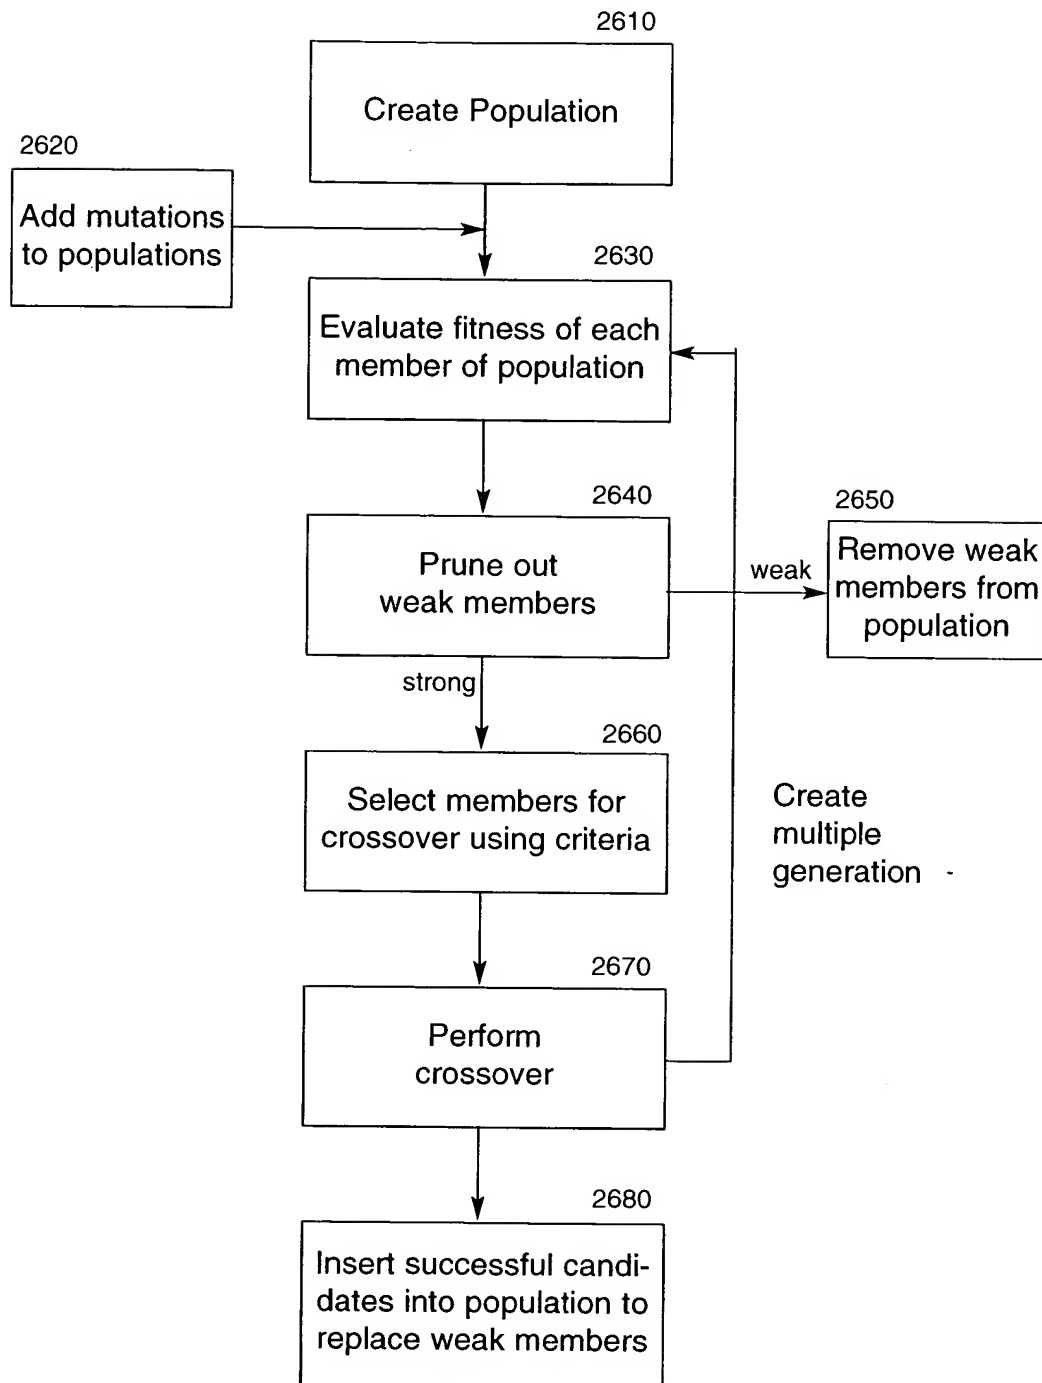 2610
Create Population
2620
Add mutations
to populations
2630
Evaluate fitness of each
member of population
2640
Prune out
weak members
weak
2650
Remove weak
members from
population
strong
2660
Select members for
crossover using criteria
Create
multiple
generation
2670
Perform
crossover
2680
Insert successful candi-
dates into population to
replace weak members